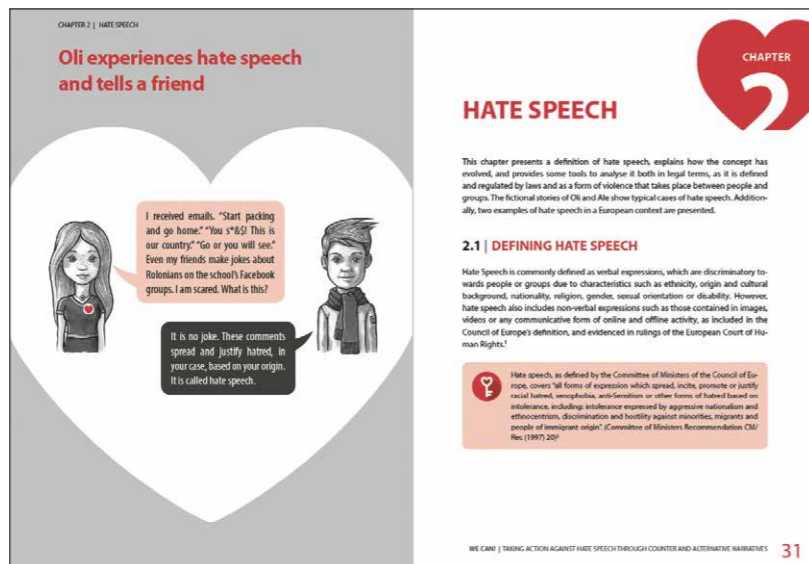 CHAPTER 2 | HATE SPEECH
Oli experiences hate speech
and tells a friend
I received emails. "Start packing
and go home." "You s*&$! This is
our country." "Go or you will see."
Even my friends make jokes about
Rolonians on the school's Facebook
groups. I am scared. What is this?
It is no joke. These comments
spread and justify hatred, in
your case, based on your origin.
It is called hate speech.
CHAPTER
2
HATE SPEECH
This chapter presents a definition of hate speech, explains how the concept has
evolved, and provides some tools to analyse it both in legal terms, as it is defined
and regulated by laws and as a form of violence that takes place between people and
groups. The fictional stories of Oli and Ale show typical cases of hate speech. Addition-
ally, two examples of hate speech in a European context are presented.
2.1 | DEFINING HATE SPEECH
Hate Speech is commonly defined as verbal expressions, which are discriminatory to-
wards people or groups due to characteristics such as ethnicity, origin and cultural
background, nationality, religion, gender, sexual orientation or disability. However,
hate speech also includes non-verbal expressions such as those contained in images,
videos or any communicative form of online and offline activity, as included in the
Council of Europe's definition, and evidenced in rulings of the European Court of Hu-
man Rights.
Hate speech, as defined by the Committee of Ministers of the Council of Eu-
rope, covers "all forms of expression which spread, incite, promote or justify
racial hatred, xenophobia, anti-Semitism or other forms of hatred based on
intolerance, including: intolerance expressed by aggressive nationalism and
ethnocentrism, discrimination and hostility against minorities, migrants and
people of immigrant origin". (Committee of Ministers Recommendation CM/
Rec (1997) 20)
WE CAN! | TAKING ACTION AGAINST HATE SPEECH THROUGH COUNTER AND ALTERNATIVE NARRATIVES 31